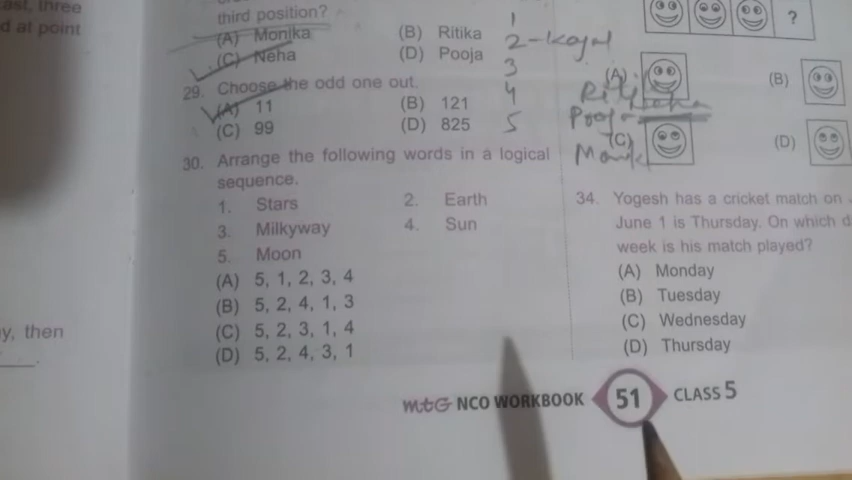 ast, three
d at point
third position?
(A) Monika (B) Ritika
(C) Neha (D) Pooja
1
2-kajal
3
4
5
29. Choose the odd one out.
(A) 11 (B) 121
(C) 99 (D) 825
30. Arrange the following words in a logical
sequence.
1. Stars 2. Earth
3. Milkyway 4. Sun
5. Moon
(A) 5, 1, 2, 3, 4
(B) 5, 2, 4, 1, 3
(C) 5, 2, 3, 1, 4
(D) 5, 2, 4, 3, 1
y, then
?
(A) (B)
(C) (D)
34. Yogesh has a cricket match on
June 1 is Thursday. On which d
week is his match played?
(A) Monday
(B) Tuesday
(C) Wednesday
(D) Thursday
mtG NCO WORKBOOK 51 CLASS 5